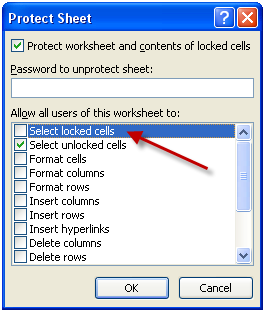 Protect Sheet
Protect worksheet and contents of locked cells
Password to unprotect sheet:
Allow all users of this worksheet to:
Select locked cells
Select unlocked cells
Format cells
Format columns
Format rows
Insert columns
Insert rows
Insert hyperlinks
Delete columns
Delete rows
OK Cancel